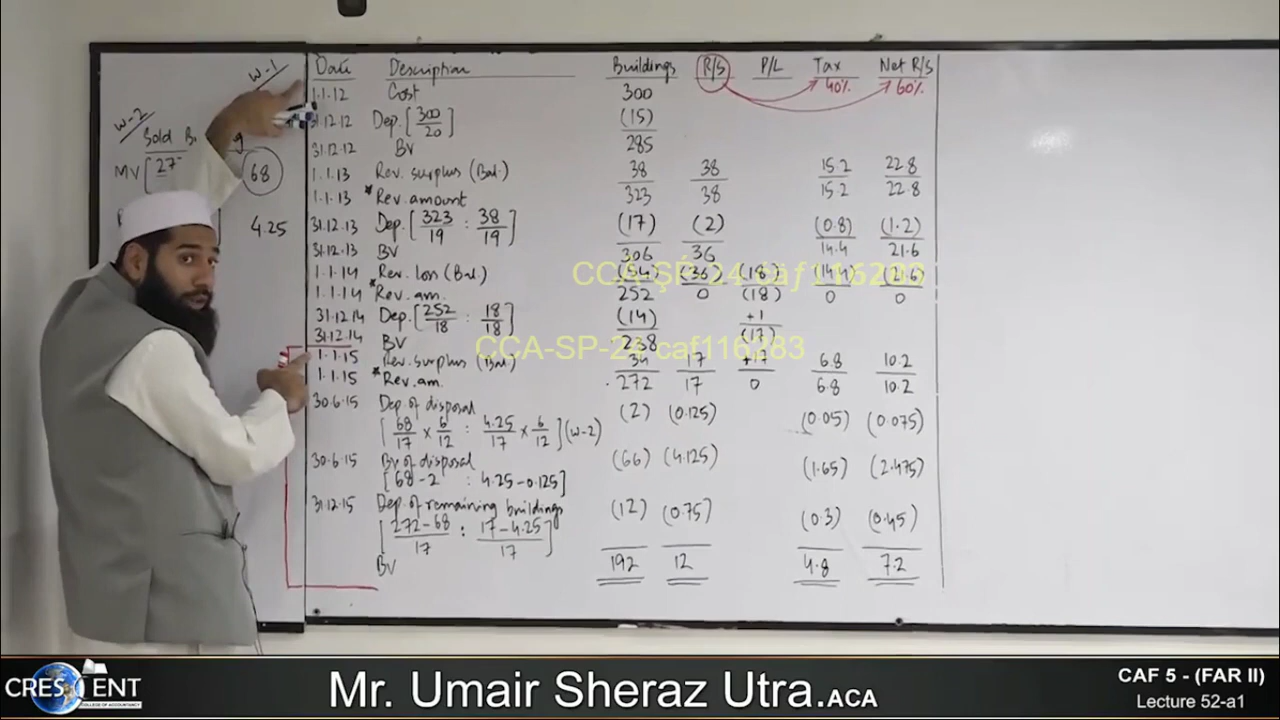 W-1
W-2
Sold
MV [27
68
4.25
Date Description Buildings R/S P/L Tax Net R/S
40% 60%
1.1.12 Cost 300
31.12.12 Dep. [300/20] (15)
31.12.12 BV 285
1.1.13 Rev. surplus (Bal.) 38 38 15.2 22.8
1.1.13 *Rev. amount 323 38 15.2 22.8
31.12.13 Dep. [323/19 : 38/19] (17) (2) (0.8) (1.2)
31.12.13 BV 306 36 14.4 21.6
1.1.14 Rev. loss (Bal.) (54) (36) (18) (14.4) (21.6)
1.1.14 *Rev. am. 252 0 (18) 0 0
31.12.14 Dep. [252/18 : 18/18] (14) +1
31.12.14 BV 238 (17)
1.1.15 Rev. surplus (Bal) 34 17 +17 6.8 10.2
1.1.15 *Rev. am. 272 17 0 6.8 10.2
30.6.15 Dep. of disposal (2) (0.125) (0.05) (0.075)
[68/17 × 6/12 : 4.25/17 × 6/12] (W-2)
30.6.15 BV of disposal (66) (4.125) (1.65) (2.475)
[68-2 : 4.25-0.125]
31.12.15 Dep. of remaining buildings (12) (0.75) (0.3) (0.45)
[272-68/17 : 17-4.25/17]
BV 192 12 4.8 7.2
CCA-SP-24 caf116283
CCA-SP-24 caf116283
CRESCENT
COLLEGE OF ACCOUNTANCY
Mr. Umair Sheraz Utra.ACA
CAF 5 - (FAR II)
Lecture 52-a1